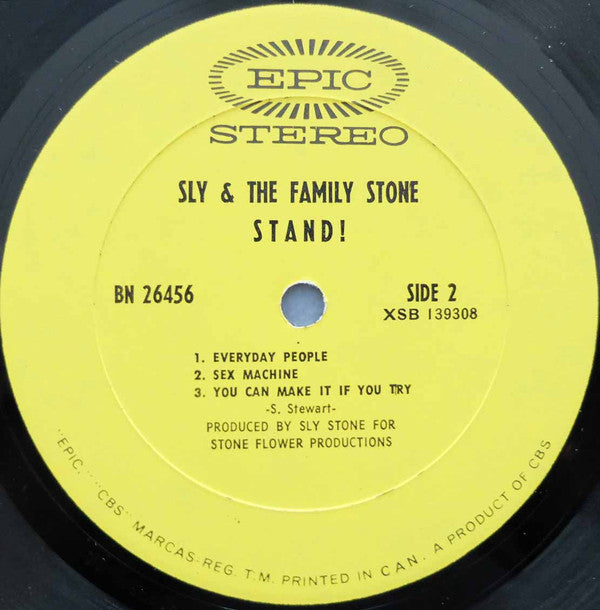 EPIC
STEREO
SLY & THE FAMILY STONE
STAND!
BN 26456
SIDE 2
XSB 139308
1. EVERYDAY PEOPLE
2. SEX MACHINE
3. YOU CAN MAKE IT IF YOU TRY
-S. Stewart-
PRODUCED BY SLY STONE FOR
STONE FLOWER PRODUCTIONS
"EPIC," "CBS" MARCAS-REG. T.M. PRINTED IN CAN. A PRODUCT OF CBS